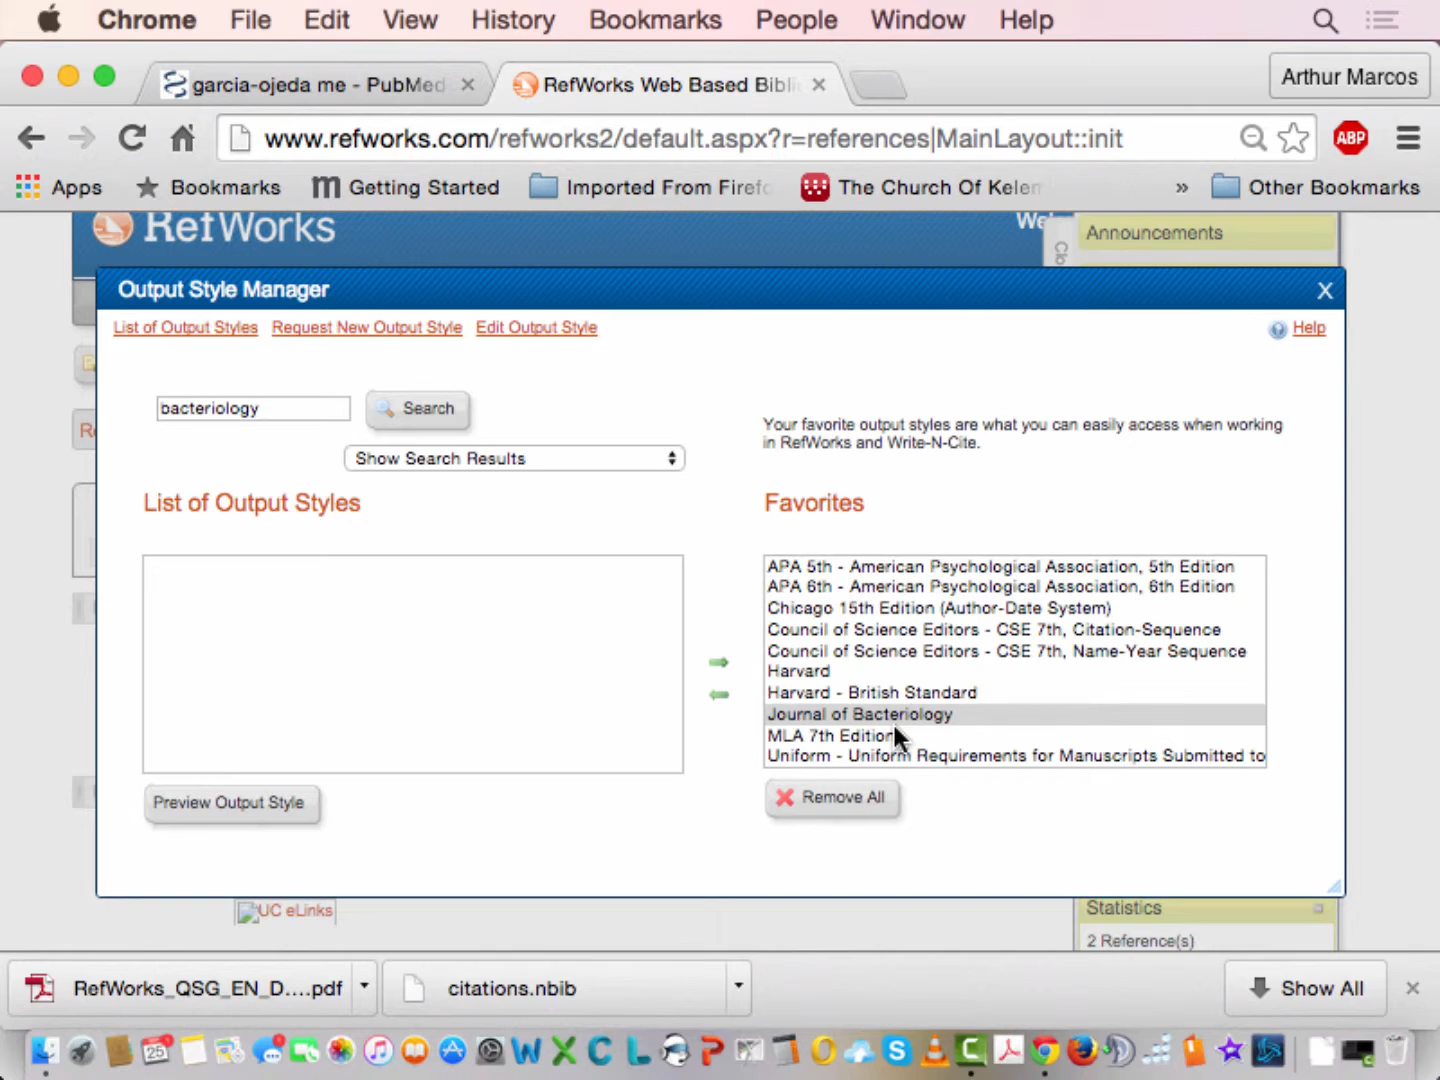 Chrome File Edit View History Bookmarks People Window Help
garcia-ojeda me - PubMed
RefWorks Web Based Bibli
Arthur Marcos
www.refworks.com/refworks2/default.aspx?r=references|MainLayout::init
ABP
Apps Bookmarks Getting Started Imported From Firefo The Church Of Kelem » Other Bookmarks
RefWorks
Wel
Announcements
Output Style Manager
X
List of Output Styles Request New Output Style Edit Output Style
Help
bacteriology
Search
Show Search Results
Your favorite output styles are what you can easily access when working
in RefWorks and Write-N-Cite.
List of Output Styles
Favorites
APA 5th - American Psychological Association, 5th Edition
APA 6th - American Psychological Association, 6th Edition
Chicago 15th Edition (Author-Date System)
Council of Science Editors - CSE 7th, Citation-Sequence
Council of Science Editors - CSE 7th, Name-Year Sequence
Harvard
Harvard - British Standard
Journal of Bacteriology
MLA 7th Edition
Uniform - Uniform Requirements for Manuscripts Submitted to
Preview Output Style
Remove All
UC eLinks
Statistics
2 Reference(s)
RefWorks_QSG_EN_D....pdf
citations.nbib
Show All
25